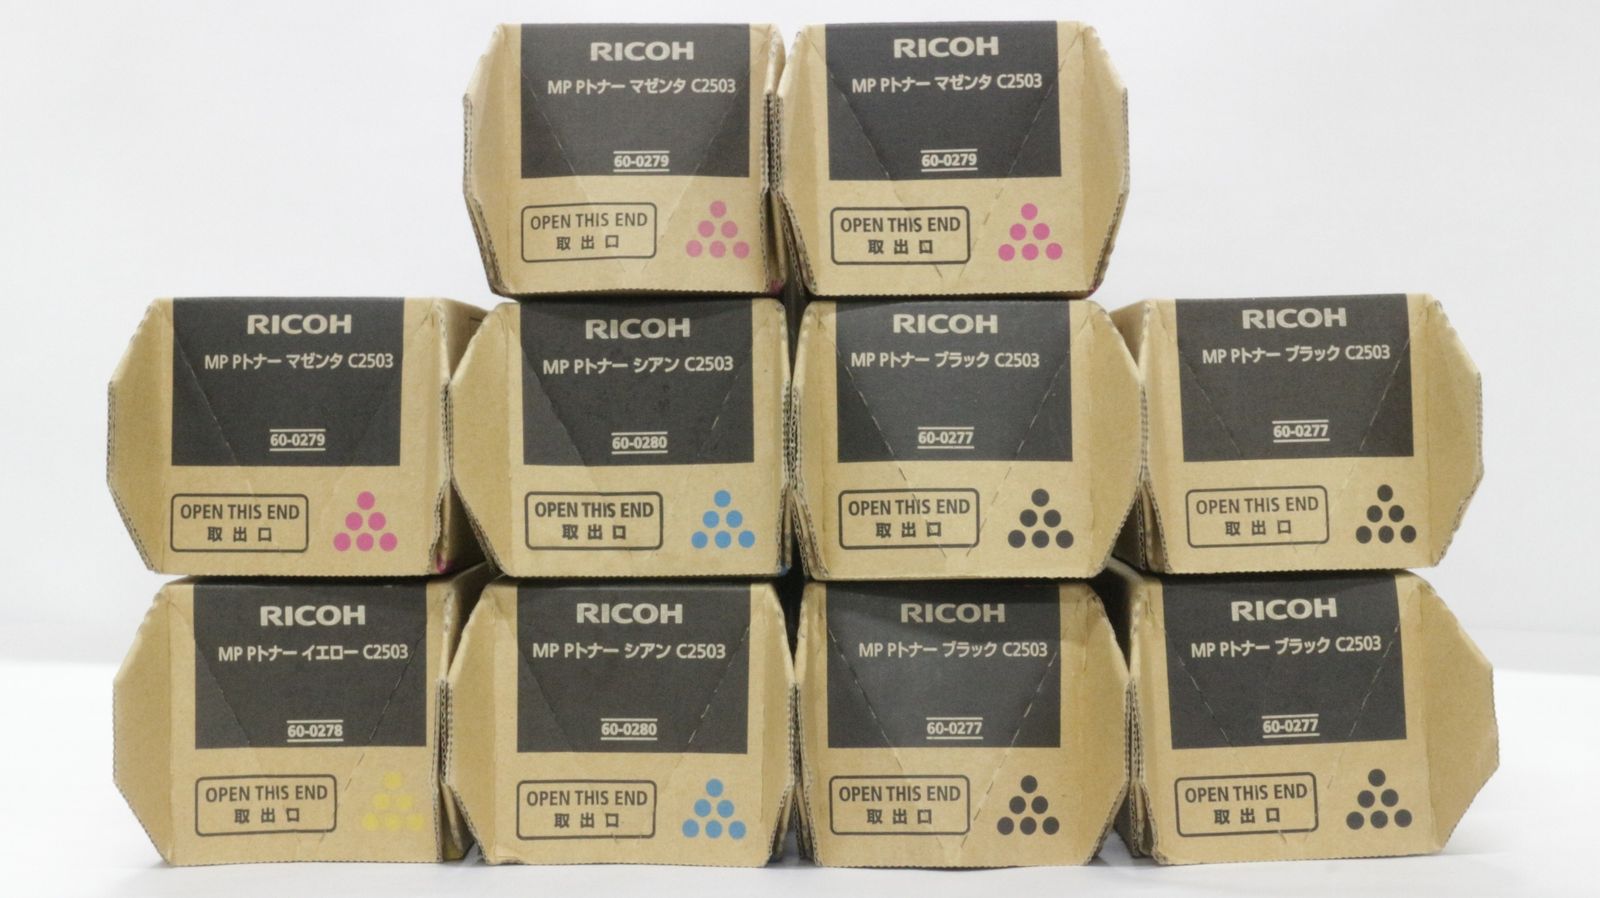 RICOH
MP Pトナー マゼンタ C2503
60-0279
OPEN THIS END
取出口
RICOH
MP Pトナー マゼンタ C2503
60-0279
OPEN THIS END
取出口
RICOH
MP Pトナー マゼンタ C2503
60-0279
OPEN THIS END
取出口
RICOH
MP Pトナー シアン C2503
60-0280
OPEN THIS END
取出口
RICOH
MP Pトナー ブラック C2503
60-0277
OPEN THIS END
取出口
RICOH
MP Pトナー ブラック C2503
60-0277
OPEN THIS END
取出口
RICOH
MP Pトナー イエロー C2503
60-0278
OPEN THIS END
取出口
RICOH
MP Pトナー シアン C2503
60-0280
OPEN THIS END
取出口
RICOH
MP Pトナー ブラック C2503
60-0277
OPEN THIS END
取出口
RICOH
MP Pトナー ブラック C2503
60-0277
OPEN THIS END
取出口